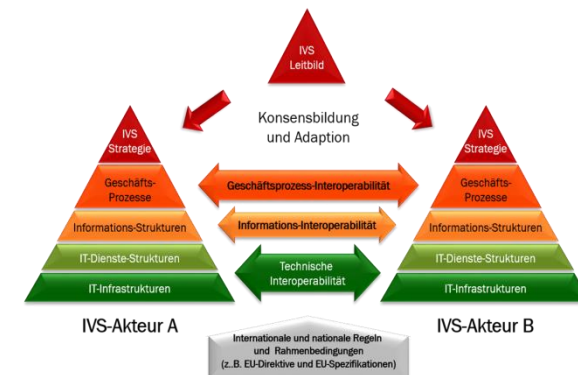 IVS
Leitbild
Konsensbildung
und Adaption
IVS
Strategie
Geschäfts-
Prozesse
Informations-Strukturen
IT-Dienste-Strukturen
IT-Infrastrukturen
IVS-Akteur A
Geschäftsprozess-Interoperabilität
Informations-Interoperabilität
Technische
Interoperabilität
IVS
Strategie
Geschäfts-
Prozesse
Informations-Strukturen
IT-Dienste-Strukturen
IT-Infrastrukturen
IVS-Akteur B
Internationale und nationale Regeln
und Rahmenbedingungen
(z..B. EU-Direktive und EU-Spezifikationen)